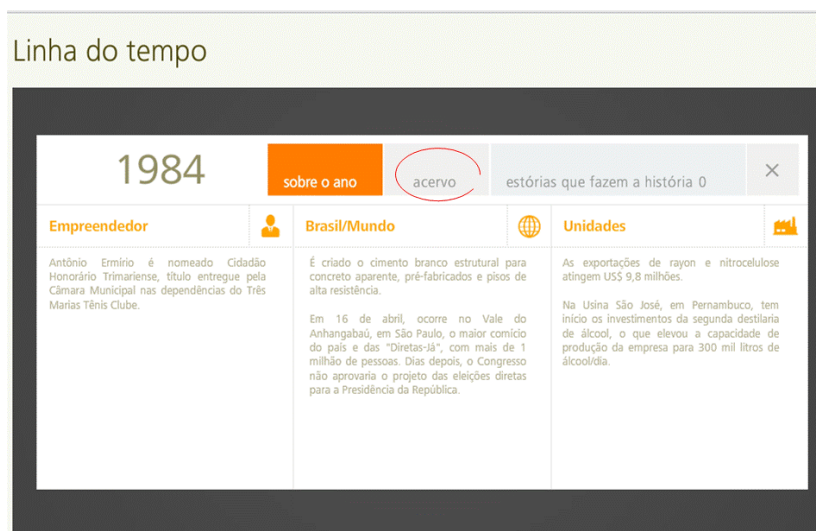 Linha do tempo
1984
sobre o ano
acervo
estórias que fazem a história 0
×
Empreendedor
Antônio Ermírio é nomeado Cidadão
Honorário Trimariense, título entregue pela
Câmara Municipal nas dependências do Três
Marias Tênis Clube.
Brasil/Mundo
É criado o cimento branco estrutural para
concreto aparente, pré-fabricados e pisos de
alta resistência.
Em 16 de abril, ocorre no Vale do
Anhangabaú, em São Paulo, o maior comício
do país e das "Diretas-Já", com mais de 1
milhão de pessoas. Dias depois, o Congresso
não aprovaria o projeto das eleições diretas
para a Presidência da República.
Unidades
As exportações de rayon e nitrocelulose
atingem US$ 9,8 milhões.
Na Usina São José, em Pernambuco, tem
início os investimentos da segunda destilaria
de álcool, o que elevou a capacidade de
produção da empresa para 300 mil litros de
álcool/dia.